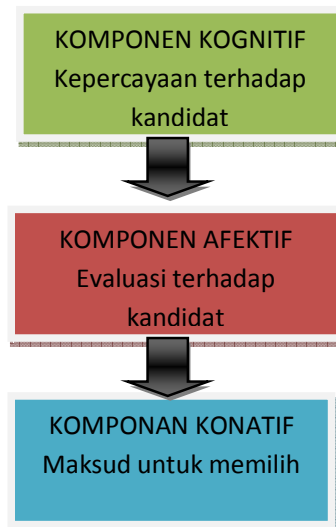 KOMPONEN KOGNITIF
Kepercayaan terhadap
kandidat
KOMPONEN AFEKTIF
Evaluasi terhadap
kandidat
KOMPONAN KONATIF
Maksud untuk memilih